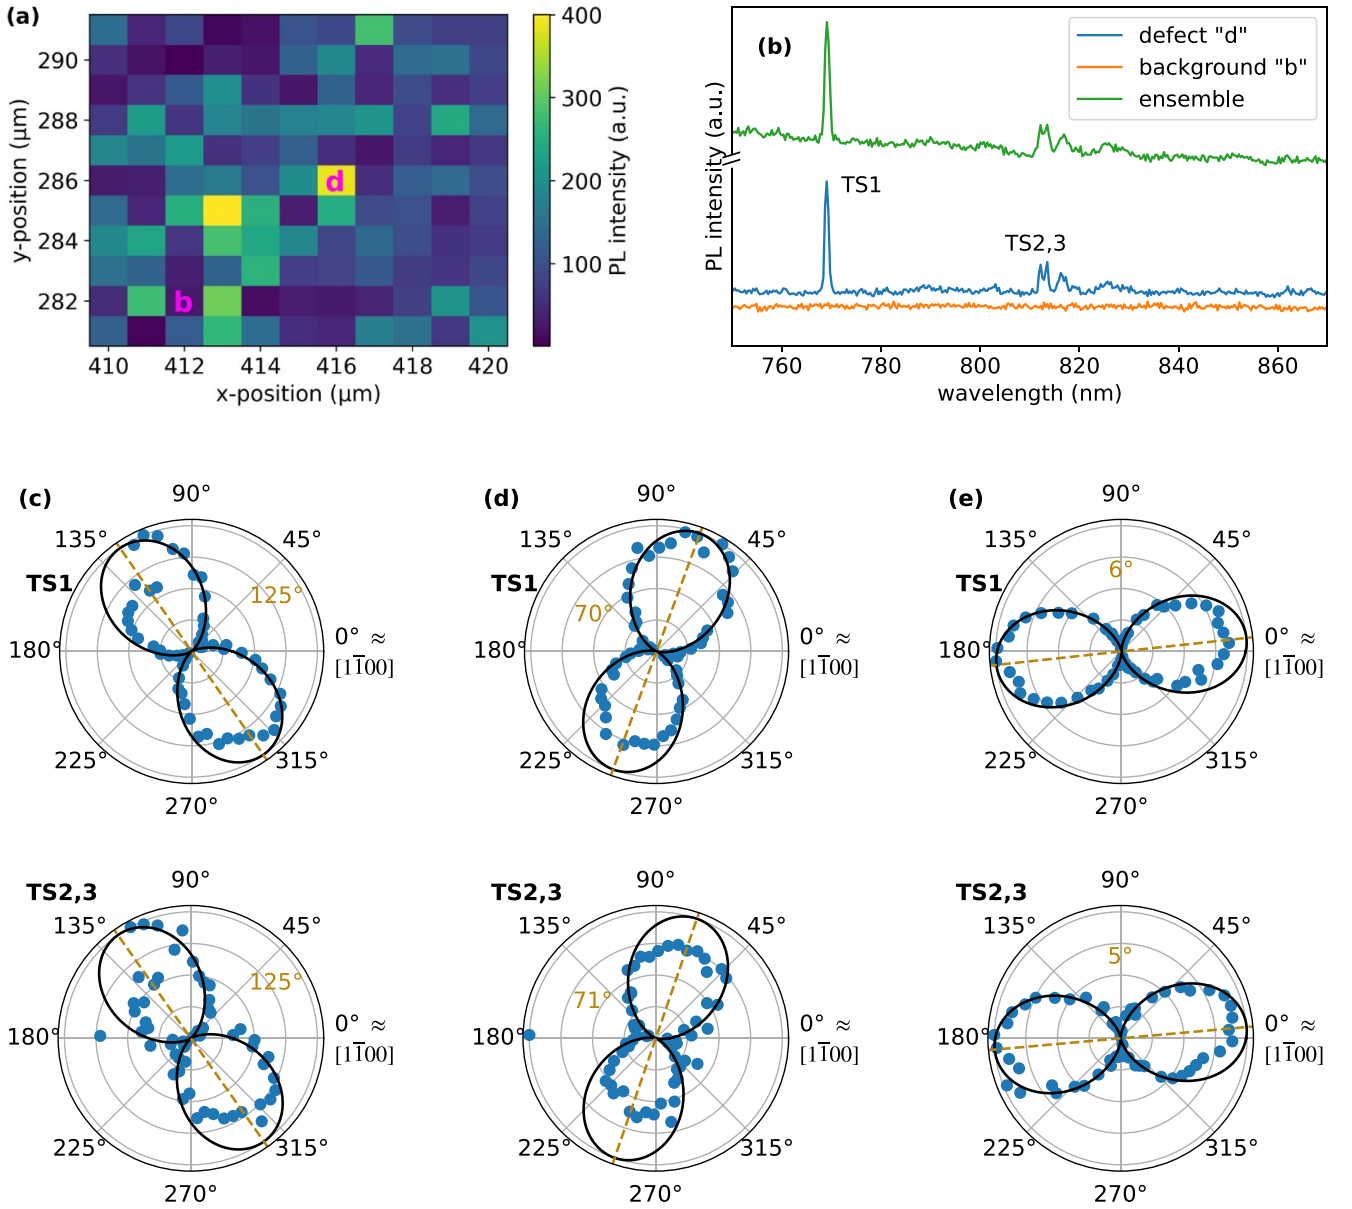 (a)
290
288
286
284
282
y-position (µm)
410 412 414 416 418 420
x-position (µm)
d
b
400
300
200
100
PL intensity (a.u.)
(b)
defect "d"
background "b"
ensemble
TS1
TS2,3
PL intensity (a.u.)
760 780 800 820 840 860
wavelength (nm)
(c)
TS1
90°
135° 45°
125°
180° 0° ≈
[11̅00]
225° 315°
270°
(d)
TS1
90°
135° 45°
70°
180° 0° ≈
[11̅00]
225° 315°
270°
(e)
TS1
90°
135° 45°
6°
180° 0° ≈
[11̅00]
225° 315°
270°
TS2,3
90°
135° 45°
125°
180° 0° ≈
[11̅00]
225° 315°
270°
TS2,3
90°
135° 45°
71°
180° 0° ≈
[11̅00]
225° 315°
270°
TS2,3
90°
135° 45°
5°
180° 0° ≈
[11̅00]
225° 315°
270°